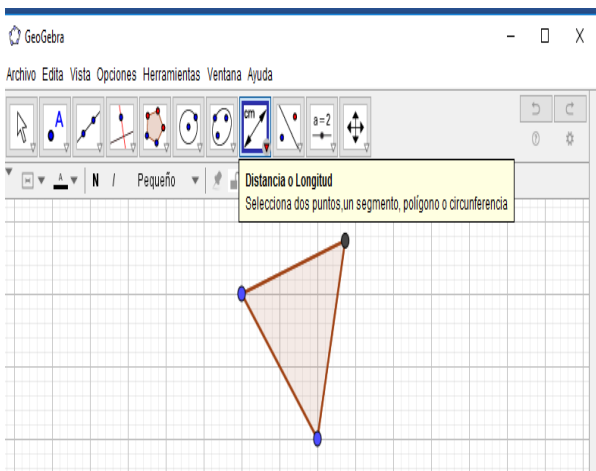 GeoGebra
Archivo Edita Vista Opciones Herramientas Ventana Ayuda
A
cm
a=2
A N I Pequeño
Distancia o Longitud
Selecciona dos puntos,un segmento, polígono o circunferencia